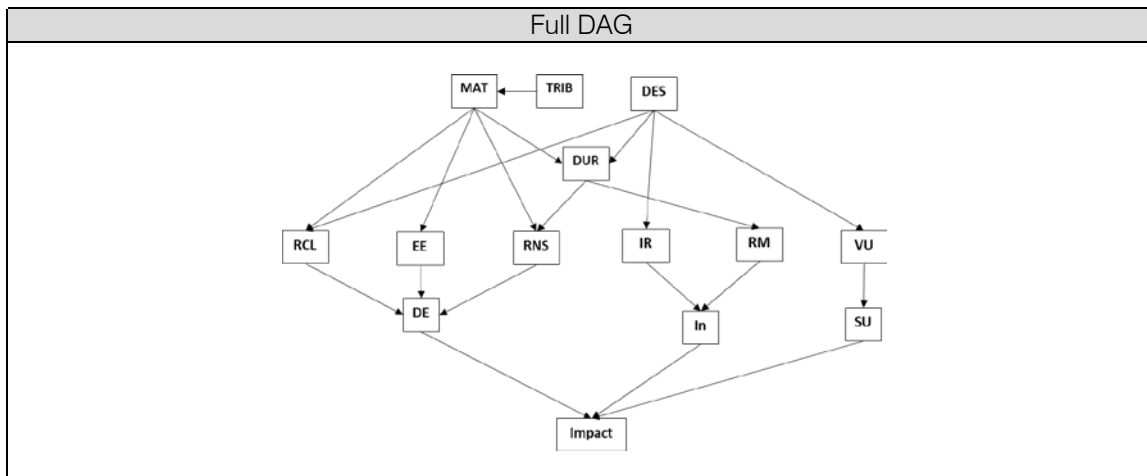 Full DAG
MAT TRIB DES
DUR
RCL EE RNS IR RM VU
DE In SU
Impact